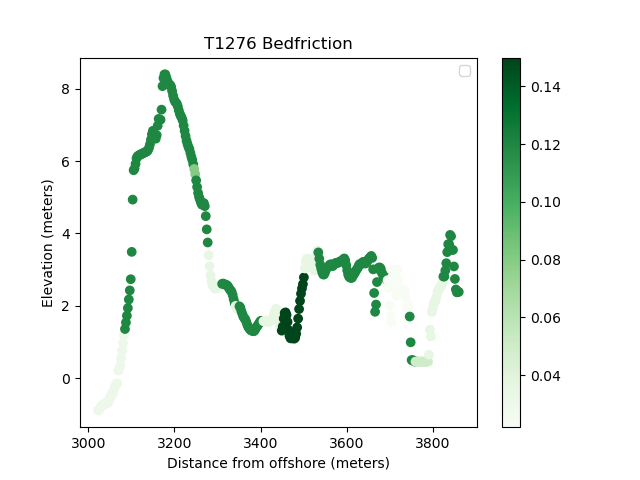 T1276 Bedfriction
Elevation (meters)
8
6
4
2
0
3000 3200 3400 3600 3800
Distance from offshore (meters)
0.14
0.12
0.10
0.08
0.06
0.04